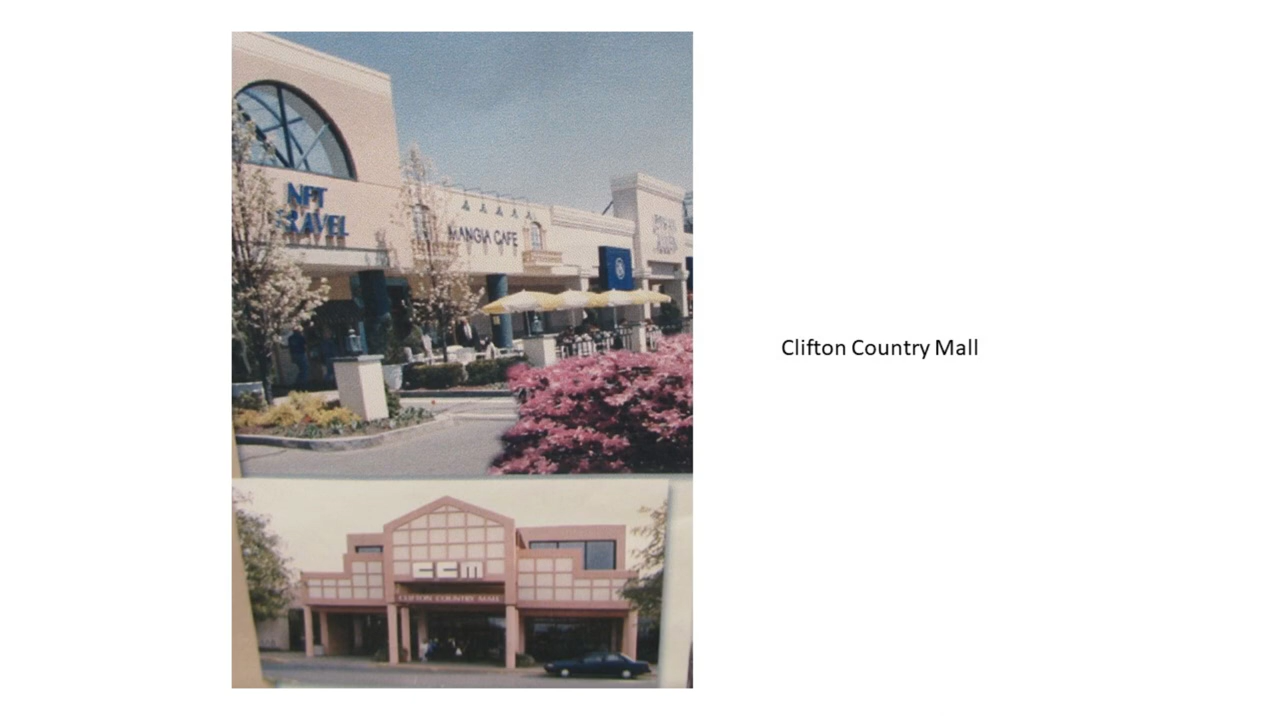 NPT
TRAVEL
MANGIA CAFE
Clifton Country Mall
CCM
CLIFTON COUNTRY MALL